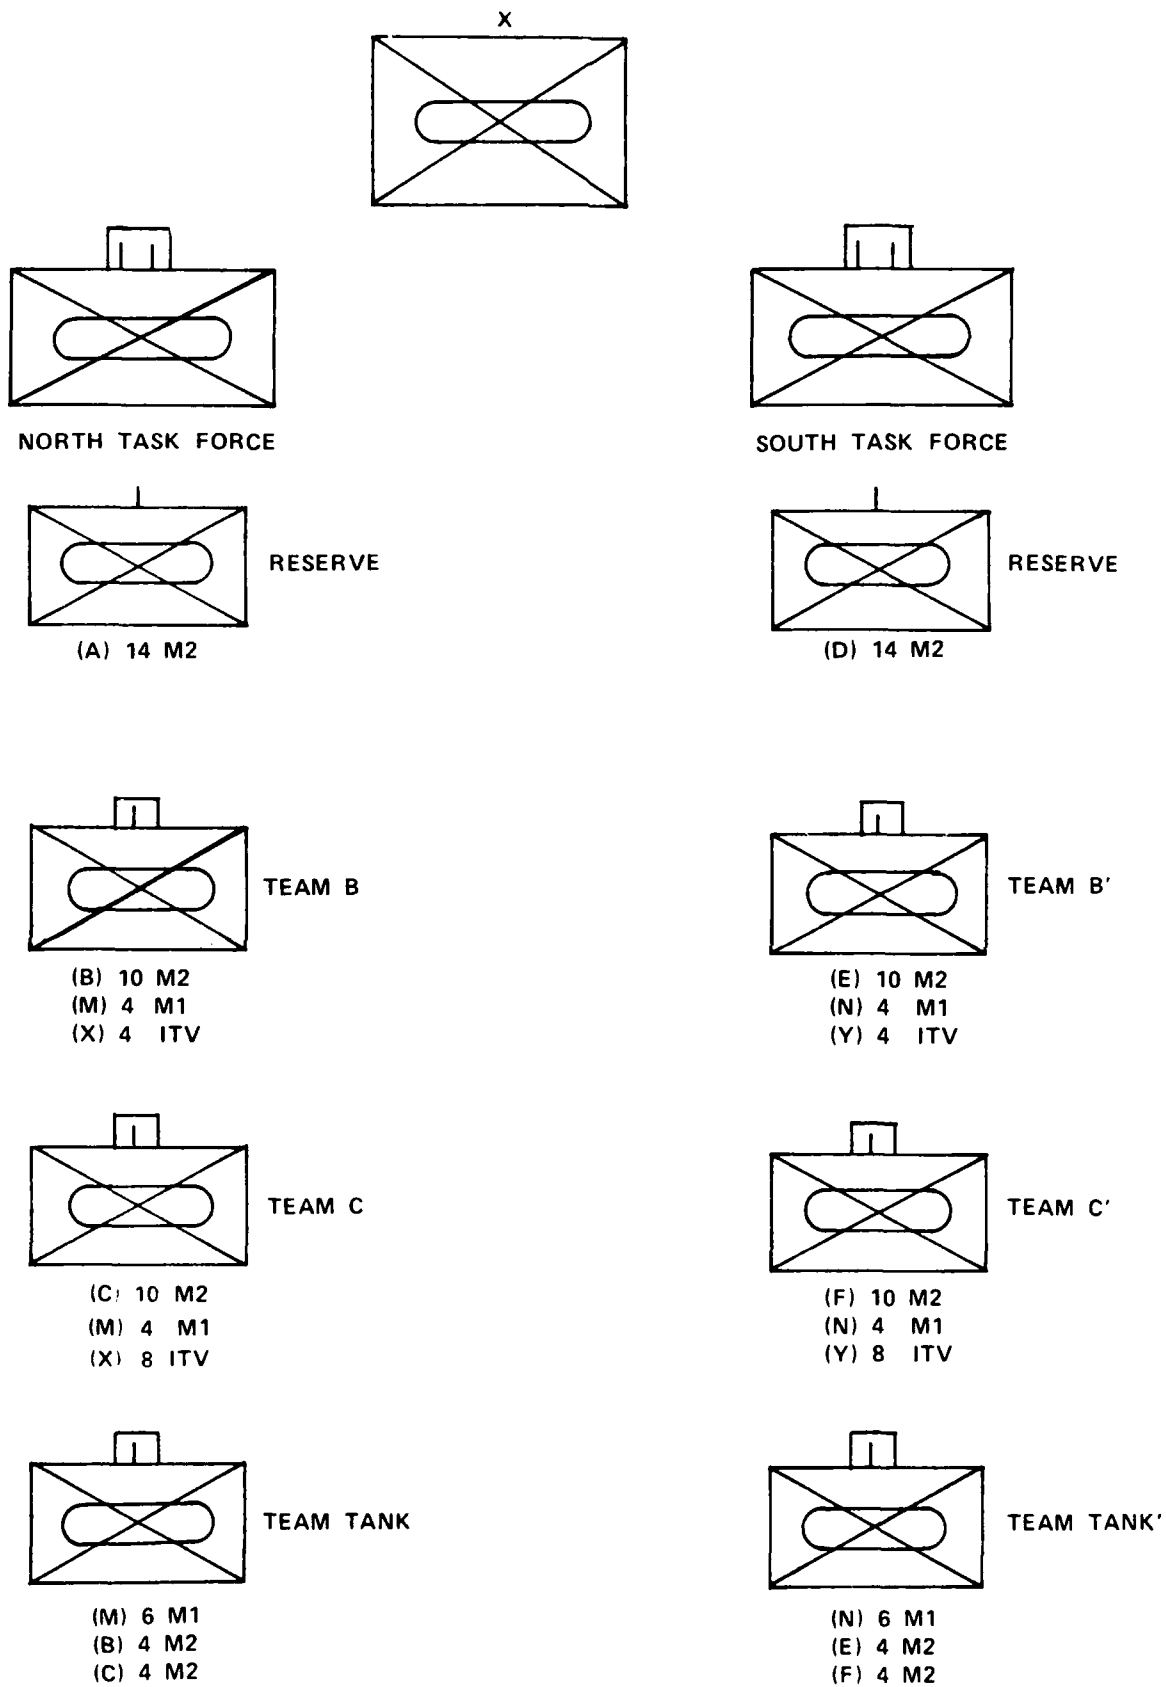 X
NORTH TASK FORCE
SOUTH TASK FORCE
RESERVE
(A) 14 M2
RESERVE
(D) 14 M2
TEAM B
(B) 10 M2
(M) 4 M1
(X) 4 ITV
TEAM B′
(E) 10 M2
(N) 4 M1
(Y) 4 ITV
TEAM C
(C) 10 M2
(M) 4 M1
(X) 8 ITV
TEAM C′
(F) 10 M2
(N) 4 M1
(Y) 8 ITV
TEAM TANK
(M) 6 M1
(B) 4 M2
(C) 4 M2
TEAM TANK′
(N) 6 M1
(E) 4 M2
(F) 4 M2